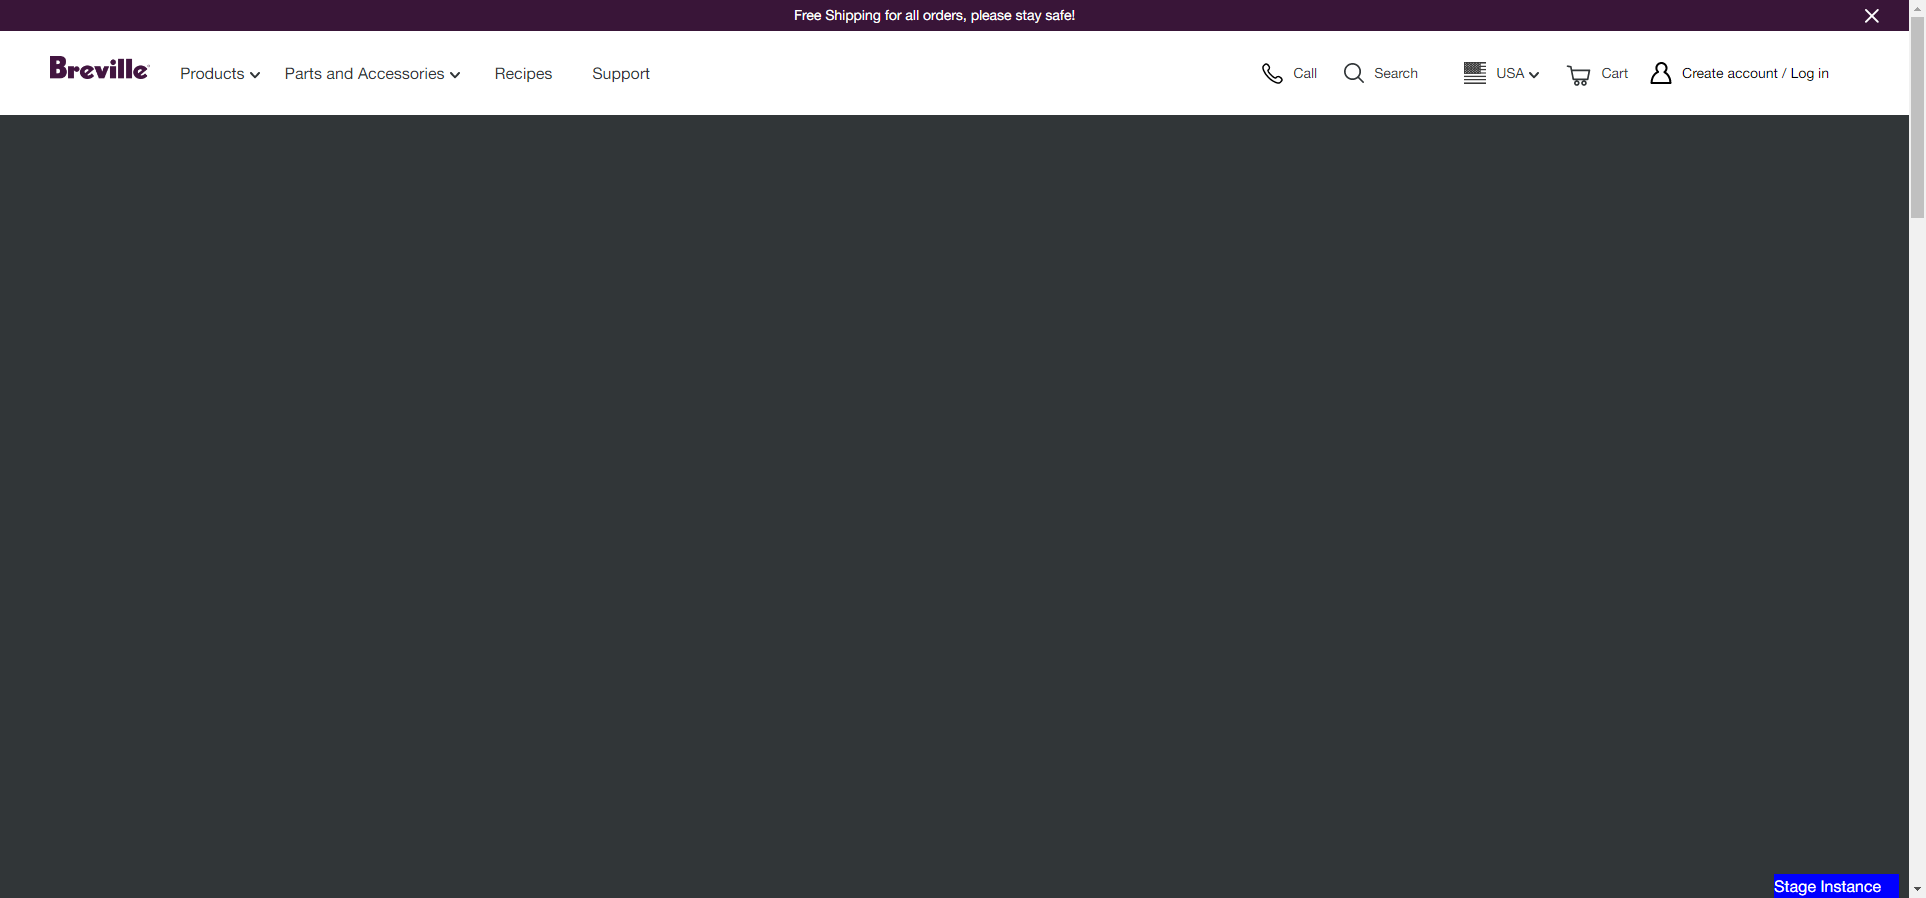 Free Shipping for all orders, please stay safe!
Breville
Products
Parts and Accessories
Recipes
Support
Call
Search
USA
Cart
Create account / Log in
Stage Instance